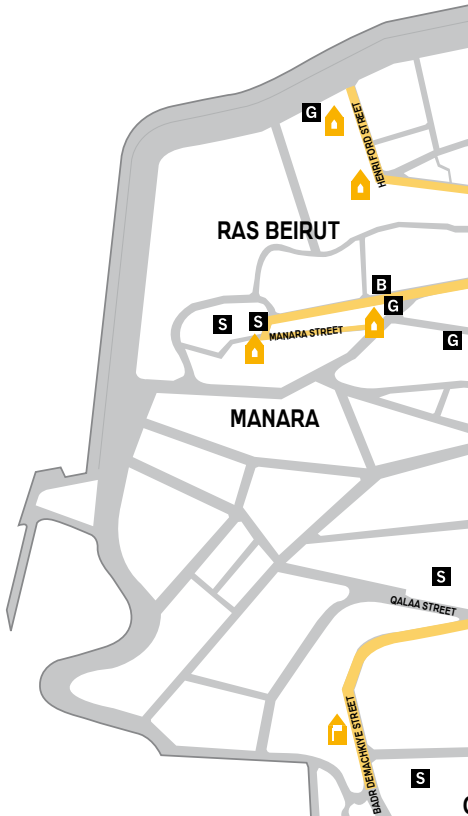 G
HENRI FORD STREET
RAS BEIRUT
B
G
S
S
MANARA STREET
G
MANARA
S
QALAA STREET
BADR DEMACHKIYE STREET
S